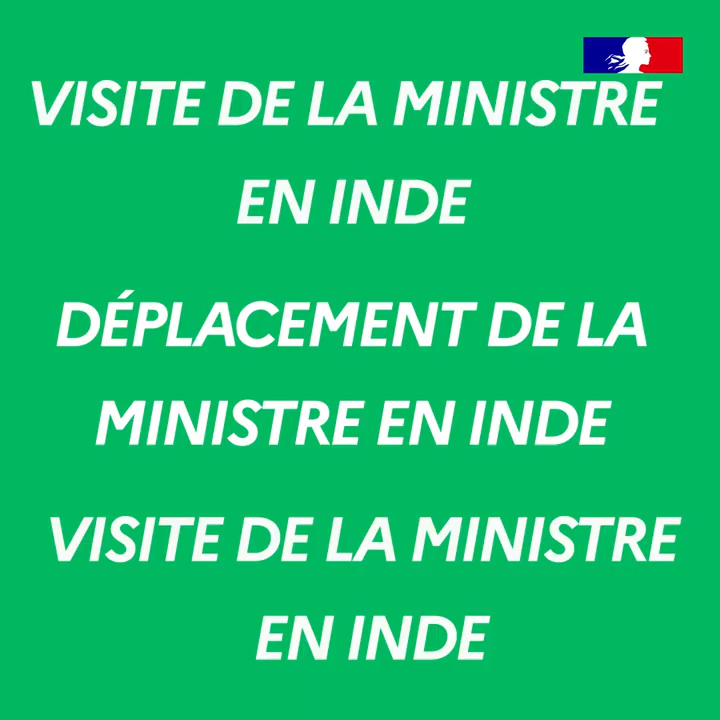 VISITE DE LA MINISTRE
EN INDE
DÉPLACEMENT DE LA
MINISTRE EN INDE
VISITE DE LA MINISTRE
EN INDE